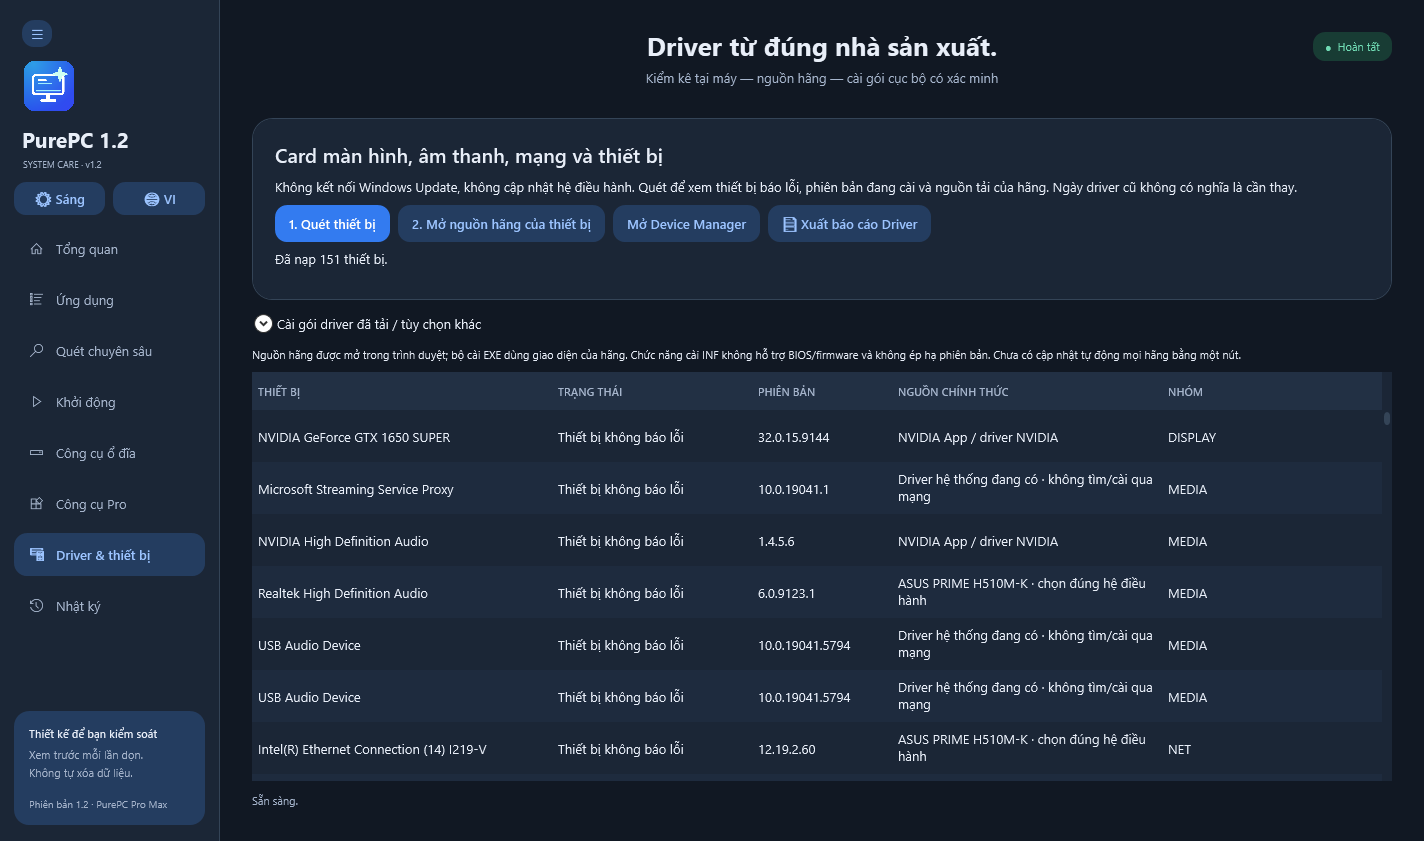 PurePC 1.2
SYSTEM CARE · v1.2
Sáng
VI
Tổng quan
Ứng dụng
Quét chuyên sâu
Khởi động
Công cụ ổ đĩa
Công cụ Pro
Driver & thiết bị
Nhật ký
Thiết kế để bạn kiểm soát
Xem trước mỗi lần dọn.
Không tự xóa dữ liệu.
Phiên bản 1.2 · PurePC Pro Max
Driver từ đúng nhà sản xuất.
Kiểm kê tại máy — nguồn hãng — cài gói cục bộ có xác minh
● Hoàn tất
Card màn hình, âm thanh, mạng và thiết bị
Không kết nối Windows Update, không cập nhật hệ điều hành. Quét để xem thiết bị báo lỗi, phiên bản đang cài và nguồn tải của hãng. Ngày driver cũ không có nghĩa là cần thay.
1. Quét thiết bị
2. Mở nguồn hãng của thiết bị
Mở Device Manager
Xuất báo cáo Driver
Đã nạp 151 thiết bị.
Cài gói driver đã tải / tùy chọn khác
Nguồn hãng được mở trong trình duyệt; bộ cài EXE dùng giao diện của hãng. Chức năng cài INF không hỗ trợ BIOS/firmware và không ép hạ phiên bản. Chưa có cập nhật tự động mọi hãng bằng một nút.
THIẾT BỊ TRẠNG THÁI PHIÊN BẢN NGUỒN CHÍNH THỨC NHÓM
NVIDIA GeForce GTX 1650 SUPER Thiết bị không báo lỗi 32.0.15.9144 NVIDIA App / driver NVIDIA DISPLAY
Microsoft Streaming Service Proxy Thiết bị không báo lỗi 10.0.19041.1 Driver hệ thống đang có · không tìm/cài qua
mạng MEDIA
NVIDIA High Definition Audio Thiết bị không báo lỗi 1.4.5.6 NVIDIA App / driver NVIDIA MEDIA
Realtek High Definition Audio Thiết bị không báo lỗi 6.0.9123.1 ASUS PRIME H510M-K · chọn đúng hệ điều
hành MEDIA
USB Audio Device Thiết bị không báo lỗi 10.0.19041.5794 Driver hệ thống đang có · không tìm/cài qua
mạng MEDIA
USB Audio Device Thiết bị không báo lỗi 10.0.19041.5794 Driver hệ thống đang có · không tìm/cài qua
mạng MEDIA
Intel(R) Ethernet Connection (14) I219-V Thiết bị không báo lỗi 12.19.2.60 ASUS PRIME H510M-K · chọn đúng hệ điều
hành NET
Sẵn sàng.